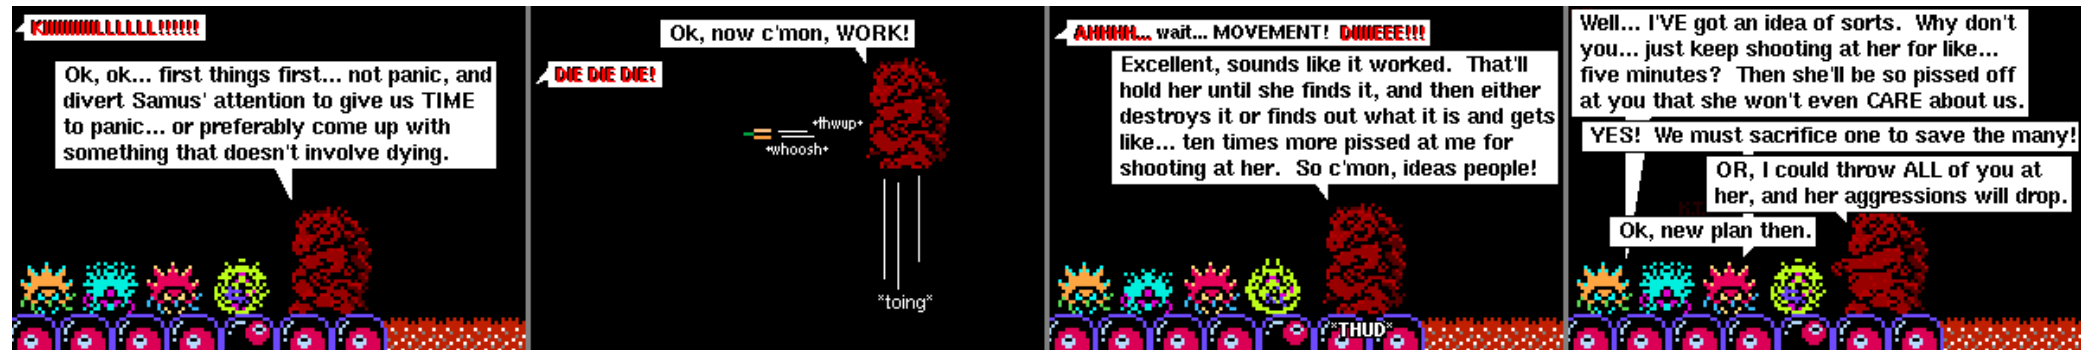 KIIIIIIIIIILLLLLL!!!!!!
Ok, ok... first things first... not panic, and
divert Samus' attention to give us TIME
to panic... or preferably come up with
something that doesn't involve dying.
Ok, now c'mon, WORK!
DIE DIE DIE!
*thwup*
*whoosh*
*toing*
AHHHH... wait... MOVEMENT! DIIIIEEE!!!
Excellent, sounds like it worked. That'll
hold her until she finds it, and then either
destroys it or finds out what it is and gets
like... ten times more pissed at me for
shooting at her. So c'mon, ideas people!
*THUD*
Well... I'VE got an idea of sorts. Why don't
you... just keep shooting at her for like...
five minutes? Then she'll be so pissed off
at you that she won't even CARE about us.
YES! We must sacrifice one to save the many!
OR, I could throw ALL of you at
her, and her aggressions will drop.
Ok, new plan then.